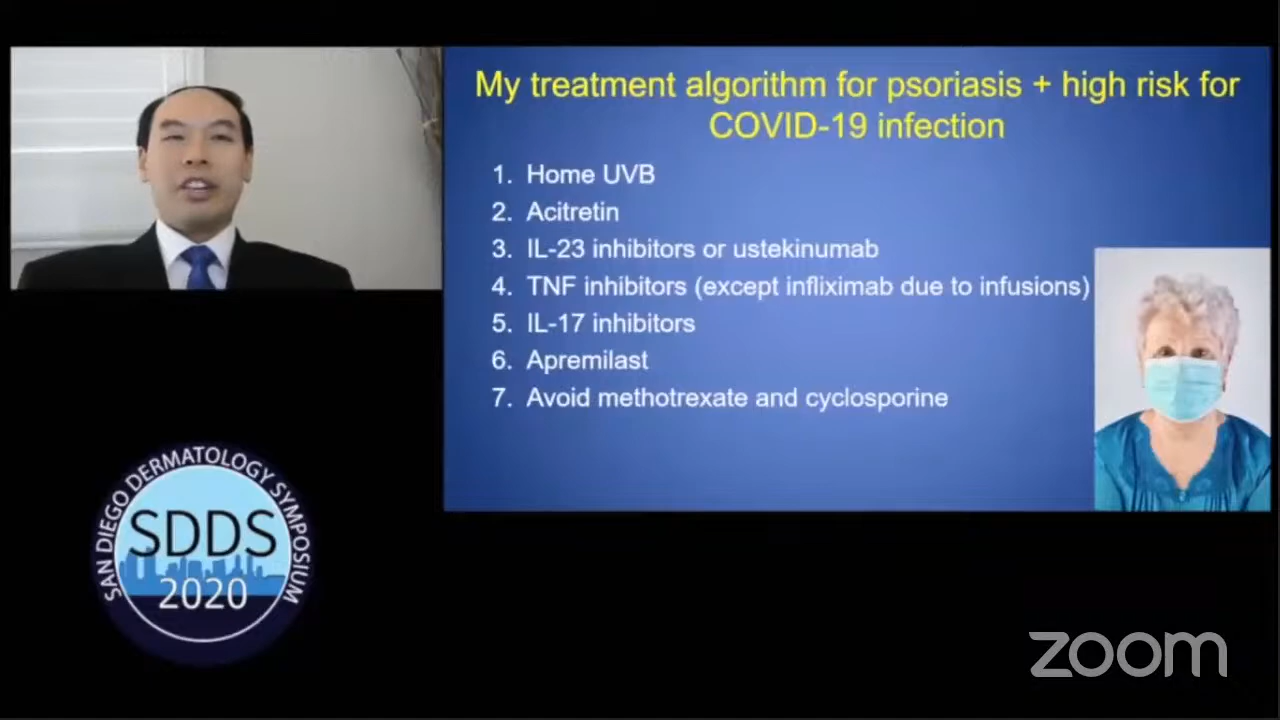 My treatment algorithm for psoriasis + high risk for
COVID-19 infection
1. Home UVB
2. Acitretin
3. IL-23 inhibitors or ustekinumab
4. TNF inhibitors (except infliximab due to infusions)
5. IL-17 inhibitors
6. Apremilast
7. Avoid methotrexate and cyclosporine
SAN DIEGO DERMATOLOGY SYMPOSIUM
SDDS
2020
zoom